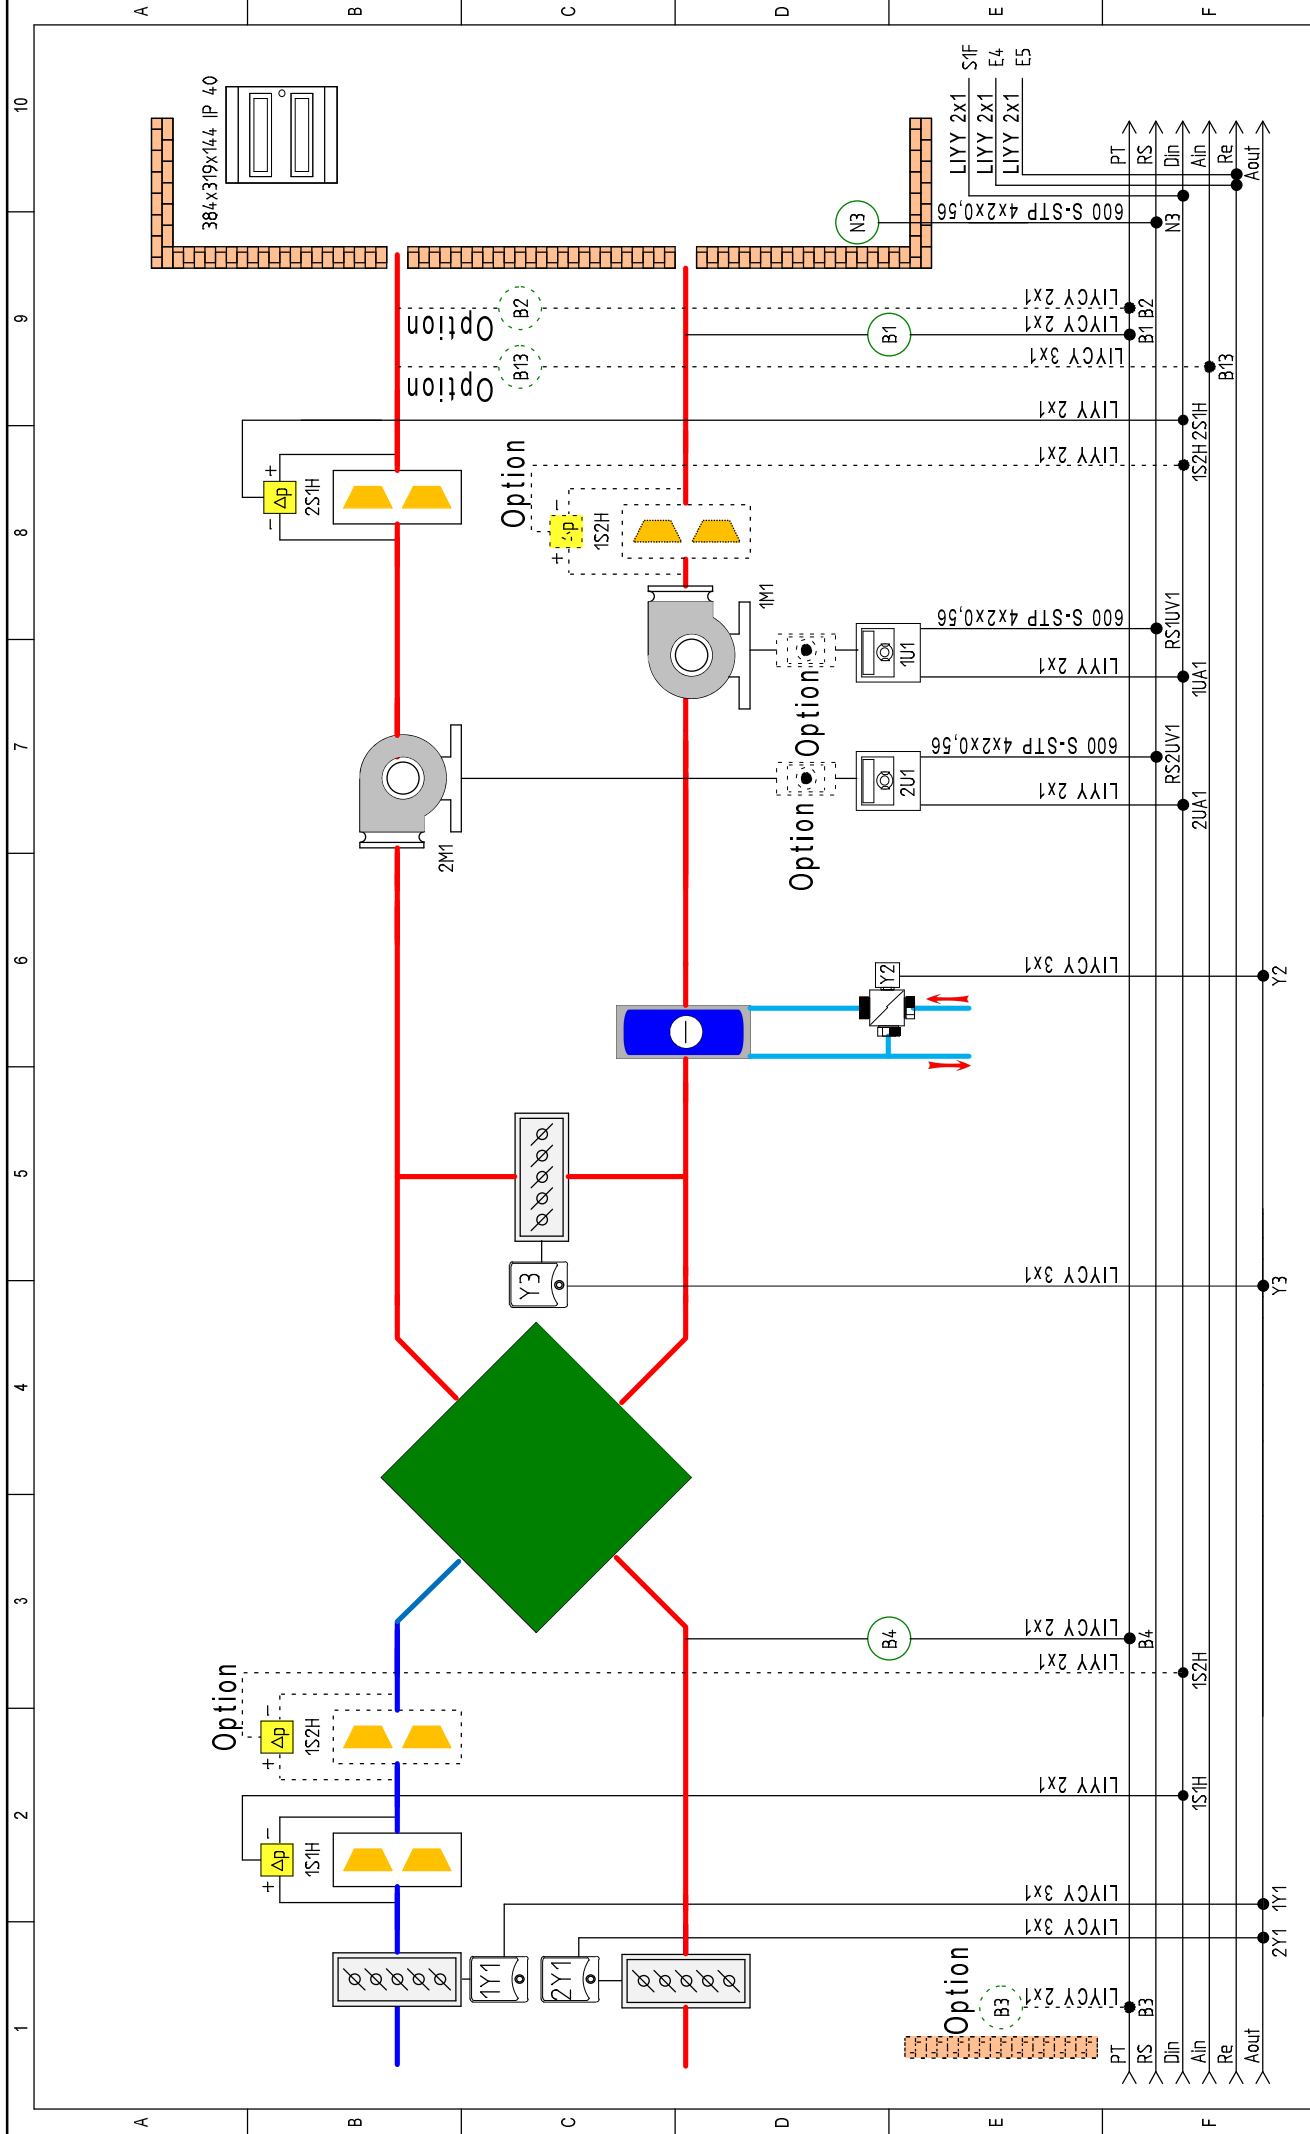 A
B
C
D
E
F
10
9
8
7
6
5
4
3
2
1
384x319x144 IP 40
S1F
E4
E5
LIYY 2x1
LIYY 2x1
LIYY 2x1
PT
RS
Din
Ain
Re
Aout
N3
600 S-STP 4x2x0,56
N3
Option
B2
LIYCY 2x1
B2
B1
LIYCY 2x1
B1
Option
B13
LIYCY 3x1
B13
LIYY 2x1
2S1H
+
Δp
-
2S1H
Option
LIYY 2x1
1S2H
-
Δp
+
1S2H
1M1
600 S-STP 4x2x0,56
RS1UV1
Option
1U1
LIYY 2x1
1UA1
2M1
600 S-STP 4x2x0,56
RS2UV1
Option
2U1
LIYY 2x1
2UA1
Y2
LIYCY 3x1
Y2
Y3
LIYCY 3x1
Y3
B4
LIYCY 2x1
B4
Option
LIYY 2x1
1S2H
-
Δp
+
1S2H
LIYY 2x1
1S1H
-
Δp
+
1S1H
1Y1
LIYCY 3x1
1Y1
2Y1
LIYCY 3x1
2Y1
Option
B3
LIYCY 2x1
B3
PT
RS
Din
Ain
Re
Aout
A
B
C
D
E
F